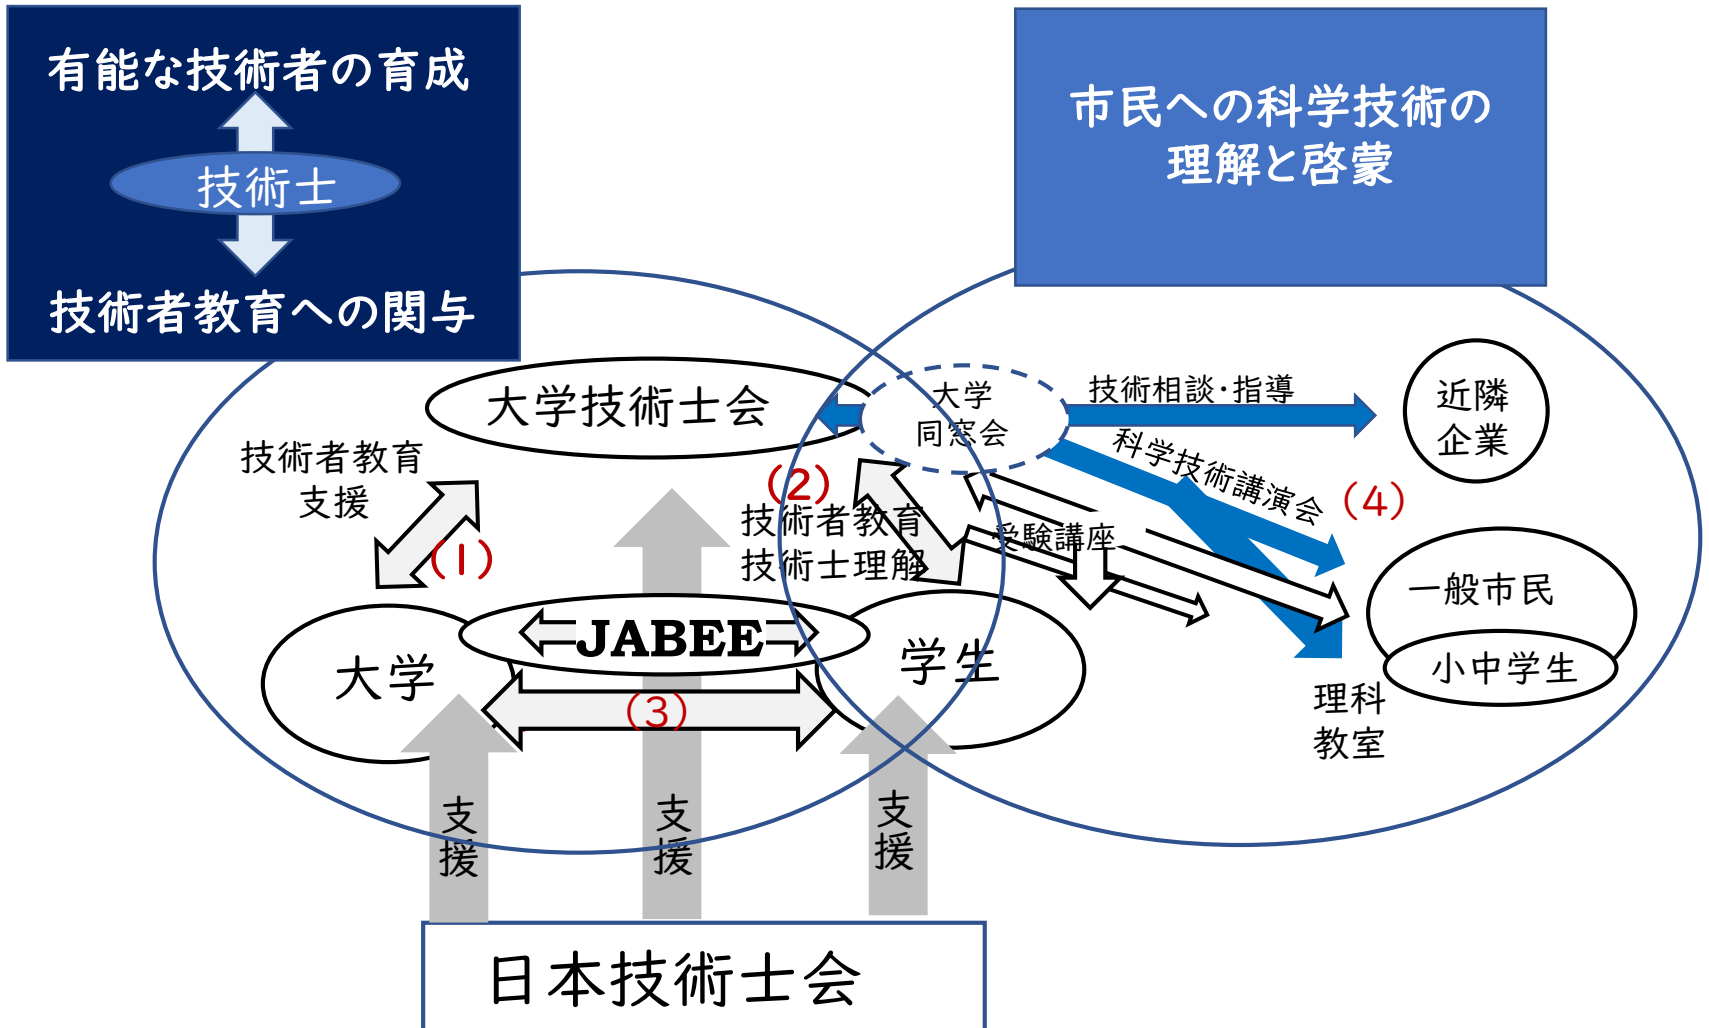 有能な技術者の育成
技術士
技術者教育への関与
市民への科学技術の
理解と啓蒙
大学技術士会
大学
同窓会
技術相談・指導
近隣
企業
科学技術講演会
(4)
技術者教育
支援
(1)
(2)
技術者教育
技術士理解
受験講座
一般市民
小中学生
理科
教室
JABEE
大学
学生
(3)
支援
支援
支援
日本技術士会